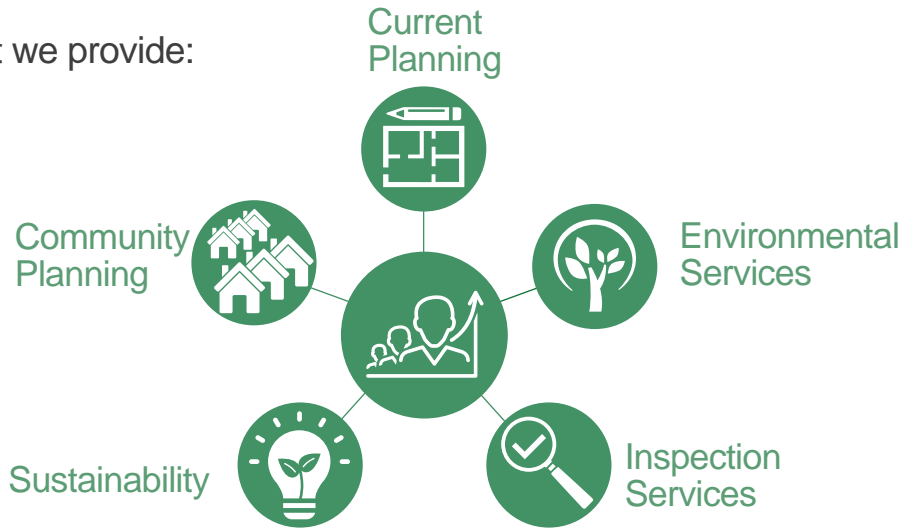 we provide:
Current
Planning
Community
Planning
Environmental
Services
Sustainability
Inspection
Services